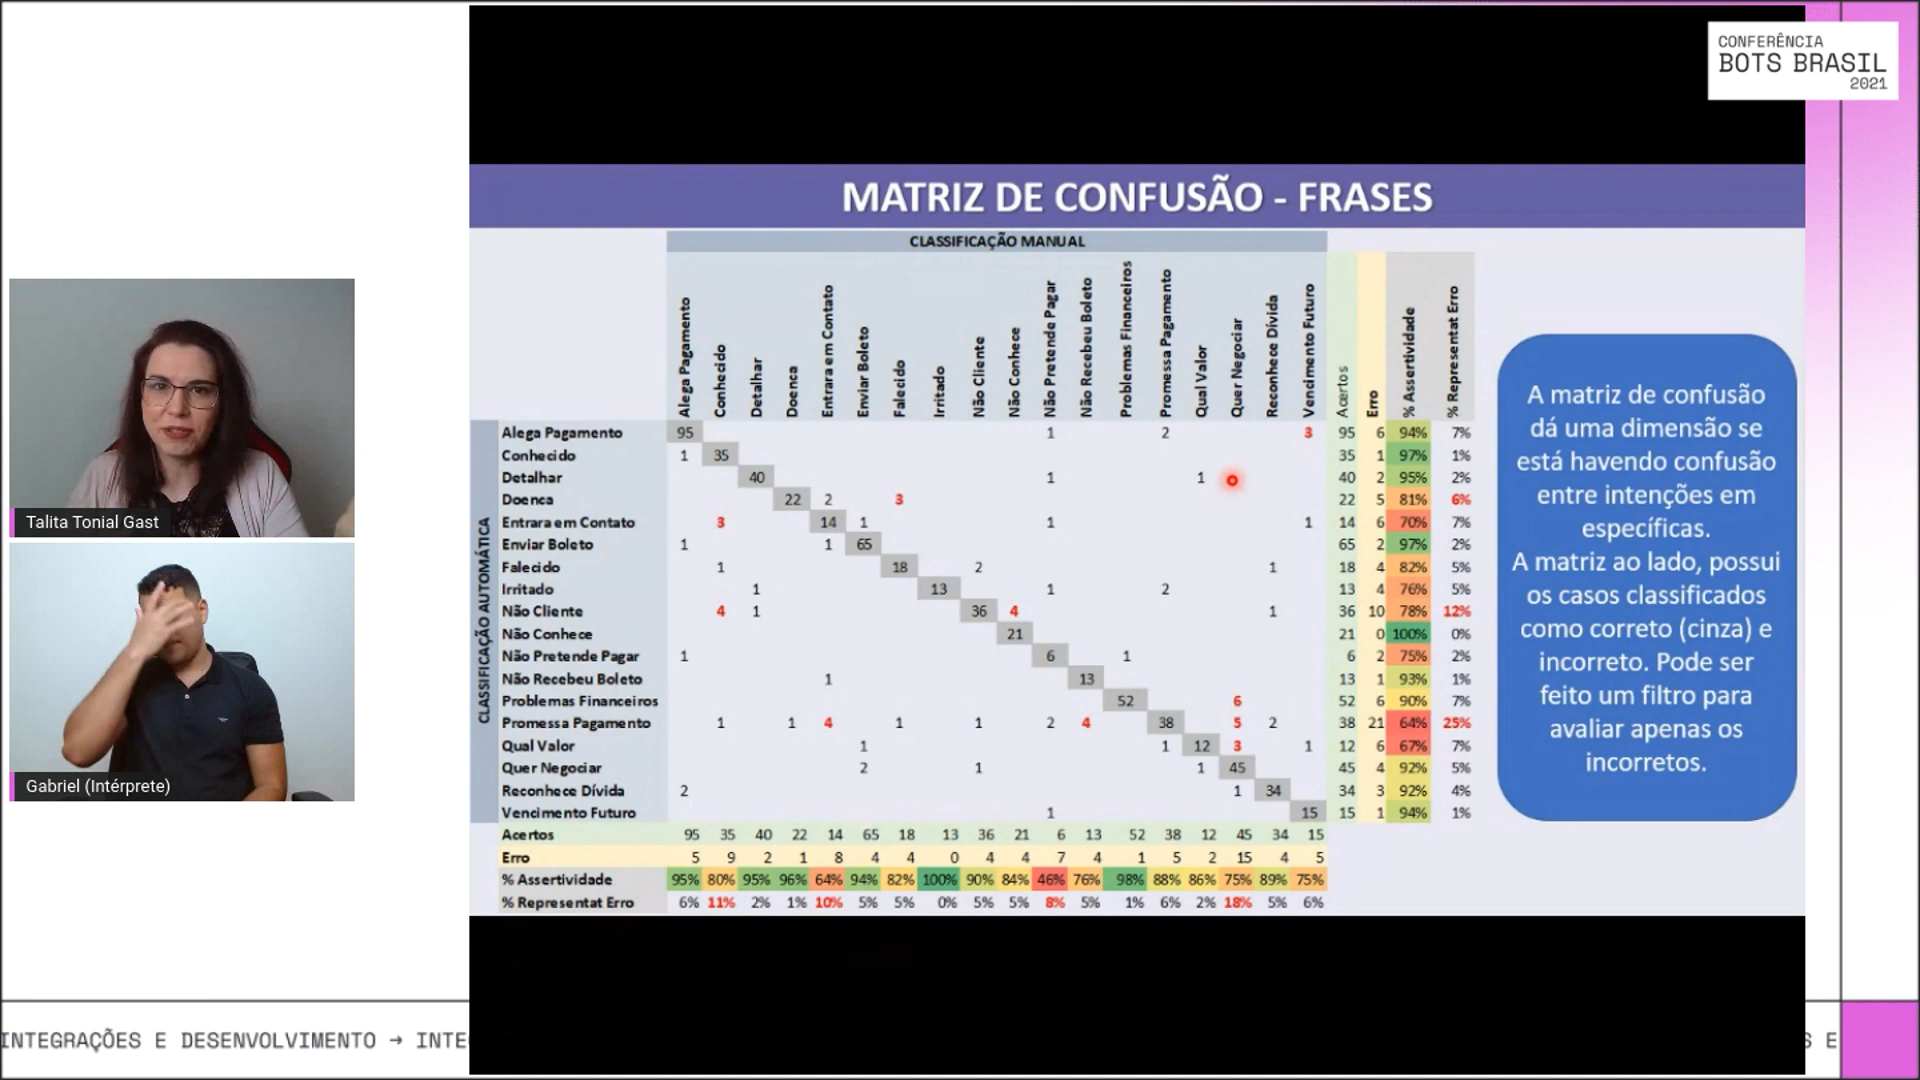 CONFERÊNCIA
BOTS BRASIL
2021
MATRIZ DE CONFUSÃO - FRASES
CLASSIFICAÇÃO MANUAL
Alega Pagamento
Conhecido
Detalhar
Doenca
Entrara em Contato
Enviar Boleto
Falecido
Irritado
Não Cliente
Não Conhece
Não Pretende Pagar
Não Recebeu Boleto
Problemas Financeiros
Promessa Pagamento
Qual Valor
Quer Negociar
Reconhece Dívida
Vencimento Futuro
Acertos
Erro
% Assertividade
% Representat Erro
CLASSIFICAÇÃO AUTOMÁTICA
Alega Pagamento 95 1 2 3 95 6 94% 7%
Conhecido 1 35 35 1 97% 1%
Detalhar 40 1 1 40 2 95% 2%
Doenca 22 2 3 22 5 81% 6%
Entrara em Contato 3 14 1 1 1 14 6 70% 7%
Enviar Boleto 1 1 65 65 2 97% 2%
Falecido 1 18 2 1 18 4 82% 5%
Irritado 1 13 1 2 13 4 76% 5%
Não Cliente 4 1 36 4 1 36 10 78% 12%
Não Conhece 21 21 0 100% 0%
Não Pretende Pagar 1 6 1 6 2 75% 2%
Não Recebeu Boleto 1 13 13 1 93% 1%
Problemas Financeiros 52 6 52 6 90% 7%
Promessa Pagamento 1 1 4 1 1 2 4 38 5 2 38 21 64% 25%
Qual Valor 1 1 12 3 1 12 6 67% 7%
Quer Negociar 2 1 1 45 45 4 92% 5%
Reconhece Dívida 2 1 34 34 3 92% 4%
Vencimento Futuro 1 15 15 1 94% 1%
Acertos 95 35 40 22 14 65 18 13 36 21 6 13 52 38 12 45 34 15
Erro 5 9 2 1 8 4 4 0 4 4 7 4 1 5 2 15 4 5
% Assertividade 95% 80% 95% 96% 64% 94% 82% 100% 90% 84% 46% 76% 98% 88% 86% 75% 89% 75%
% Representat Erro 6% 11% 2% 1% 10% 5% 5% 0% 5% 5% 8% 5% 1% 6% 2% 18% 5% 6%
A matriz de confusão
dá uma dimensão se
está havendo confusão
entre intenções em
específicas.
A matriz ao lado, possui
os casos classificados
como correto (cinza) e
incorreto. Pode ser
feito um filtro para
avaliar apenas os
incorretos.
Talita Tonial Gast
Gabriel (Intérprete)
INTEGRAÇÕES E DESENVOLVIMENTO → INTE
S E